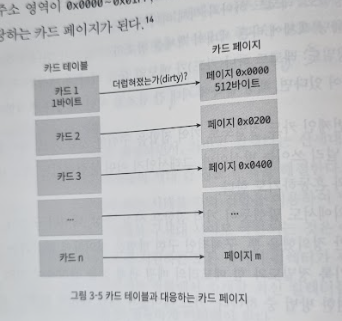 주소 영역이 0x0000
하는 카드 페이지가 된다.14
카드 테이블
카드 페이지
카드 1
1바이트
더럽혀졌는가(dirty)?
페이지 0x0000
512바이트
카드 2
페이지 0x0200
카드 3
페이지 0x0400
...
...
카드 n
페이지 m
그림 3-5 카드 테이블과 대응하는 카드 페이지